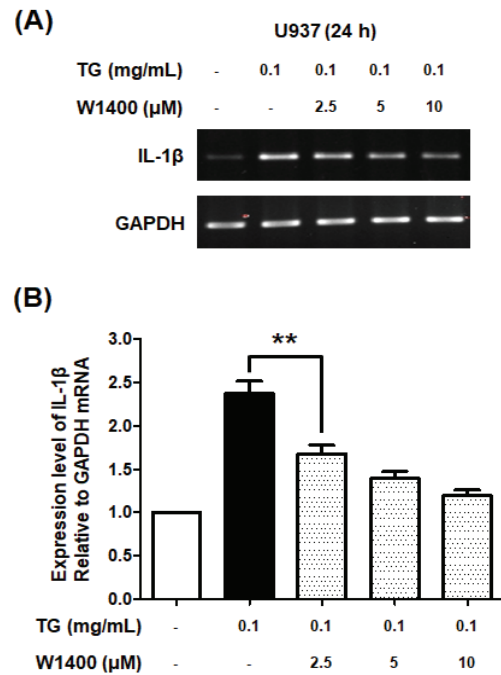 (A)
U937 (24 h)
TG (mg/mL) - 0.1 0.1 0.1 0.1
W1400 (µM) - - 2.5 5 10
IL-1β
GAPDH
(B)
Expression level of IL-1β
Relative to GAPDH mRNA
3.0
2.5
2.0
1.5
1.0
0.5
0.0
**
TG (mg/mL) - 0.1 0.1 0.1 0.1
W1400 (µM) - - 2.5 5 10